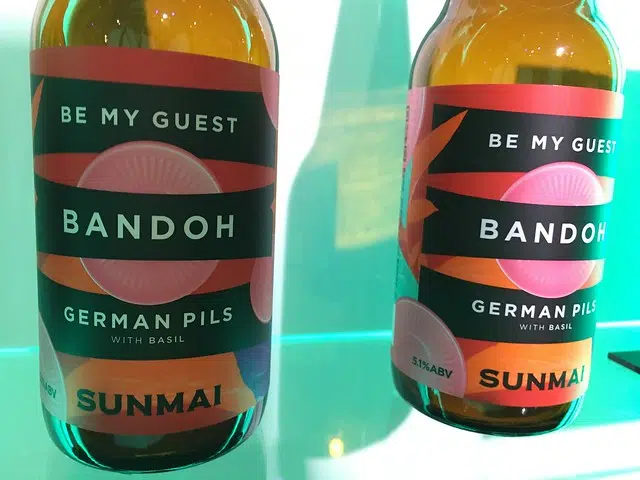 BE MY GUEST
BANDOH
GERMAN PILS
WITH BASIL
SUNMAI
BE MY GUEST
BANDOH
GERMAN PILS
WITH BASIL
5.1%ABV
SUNMAI